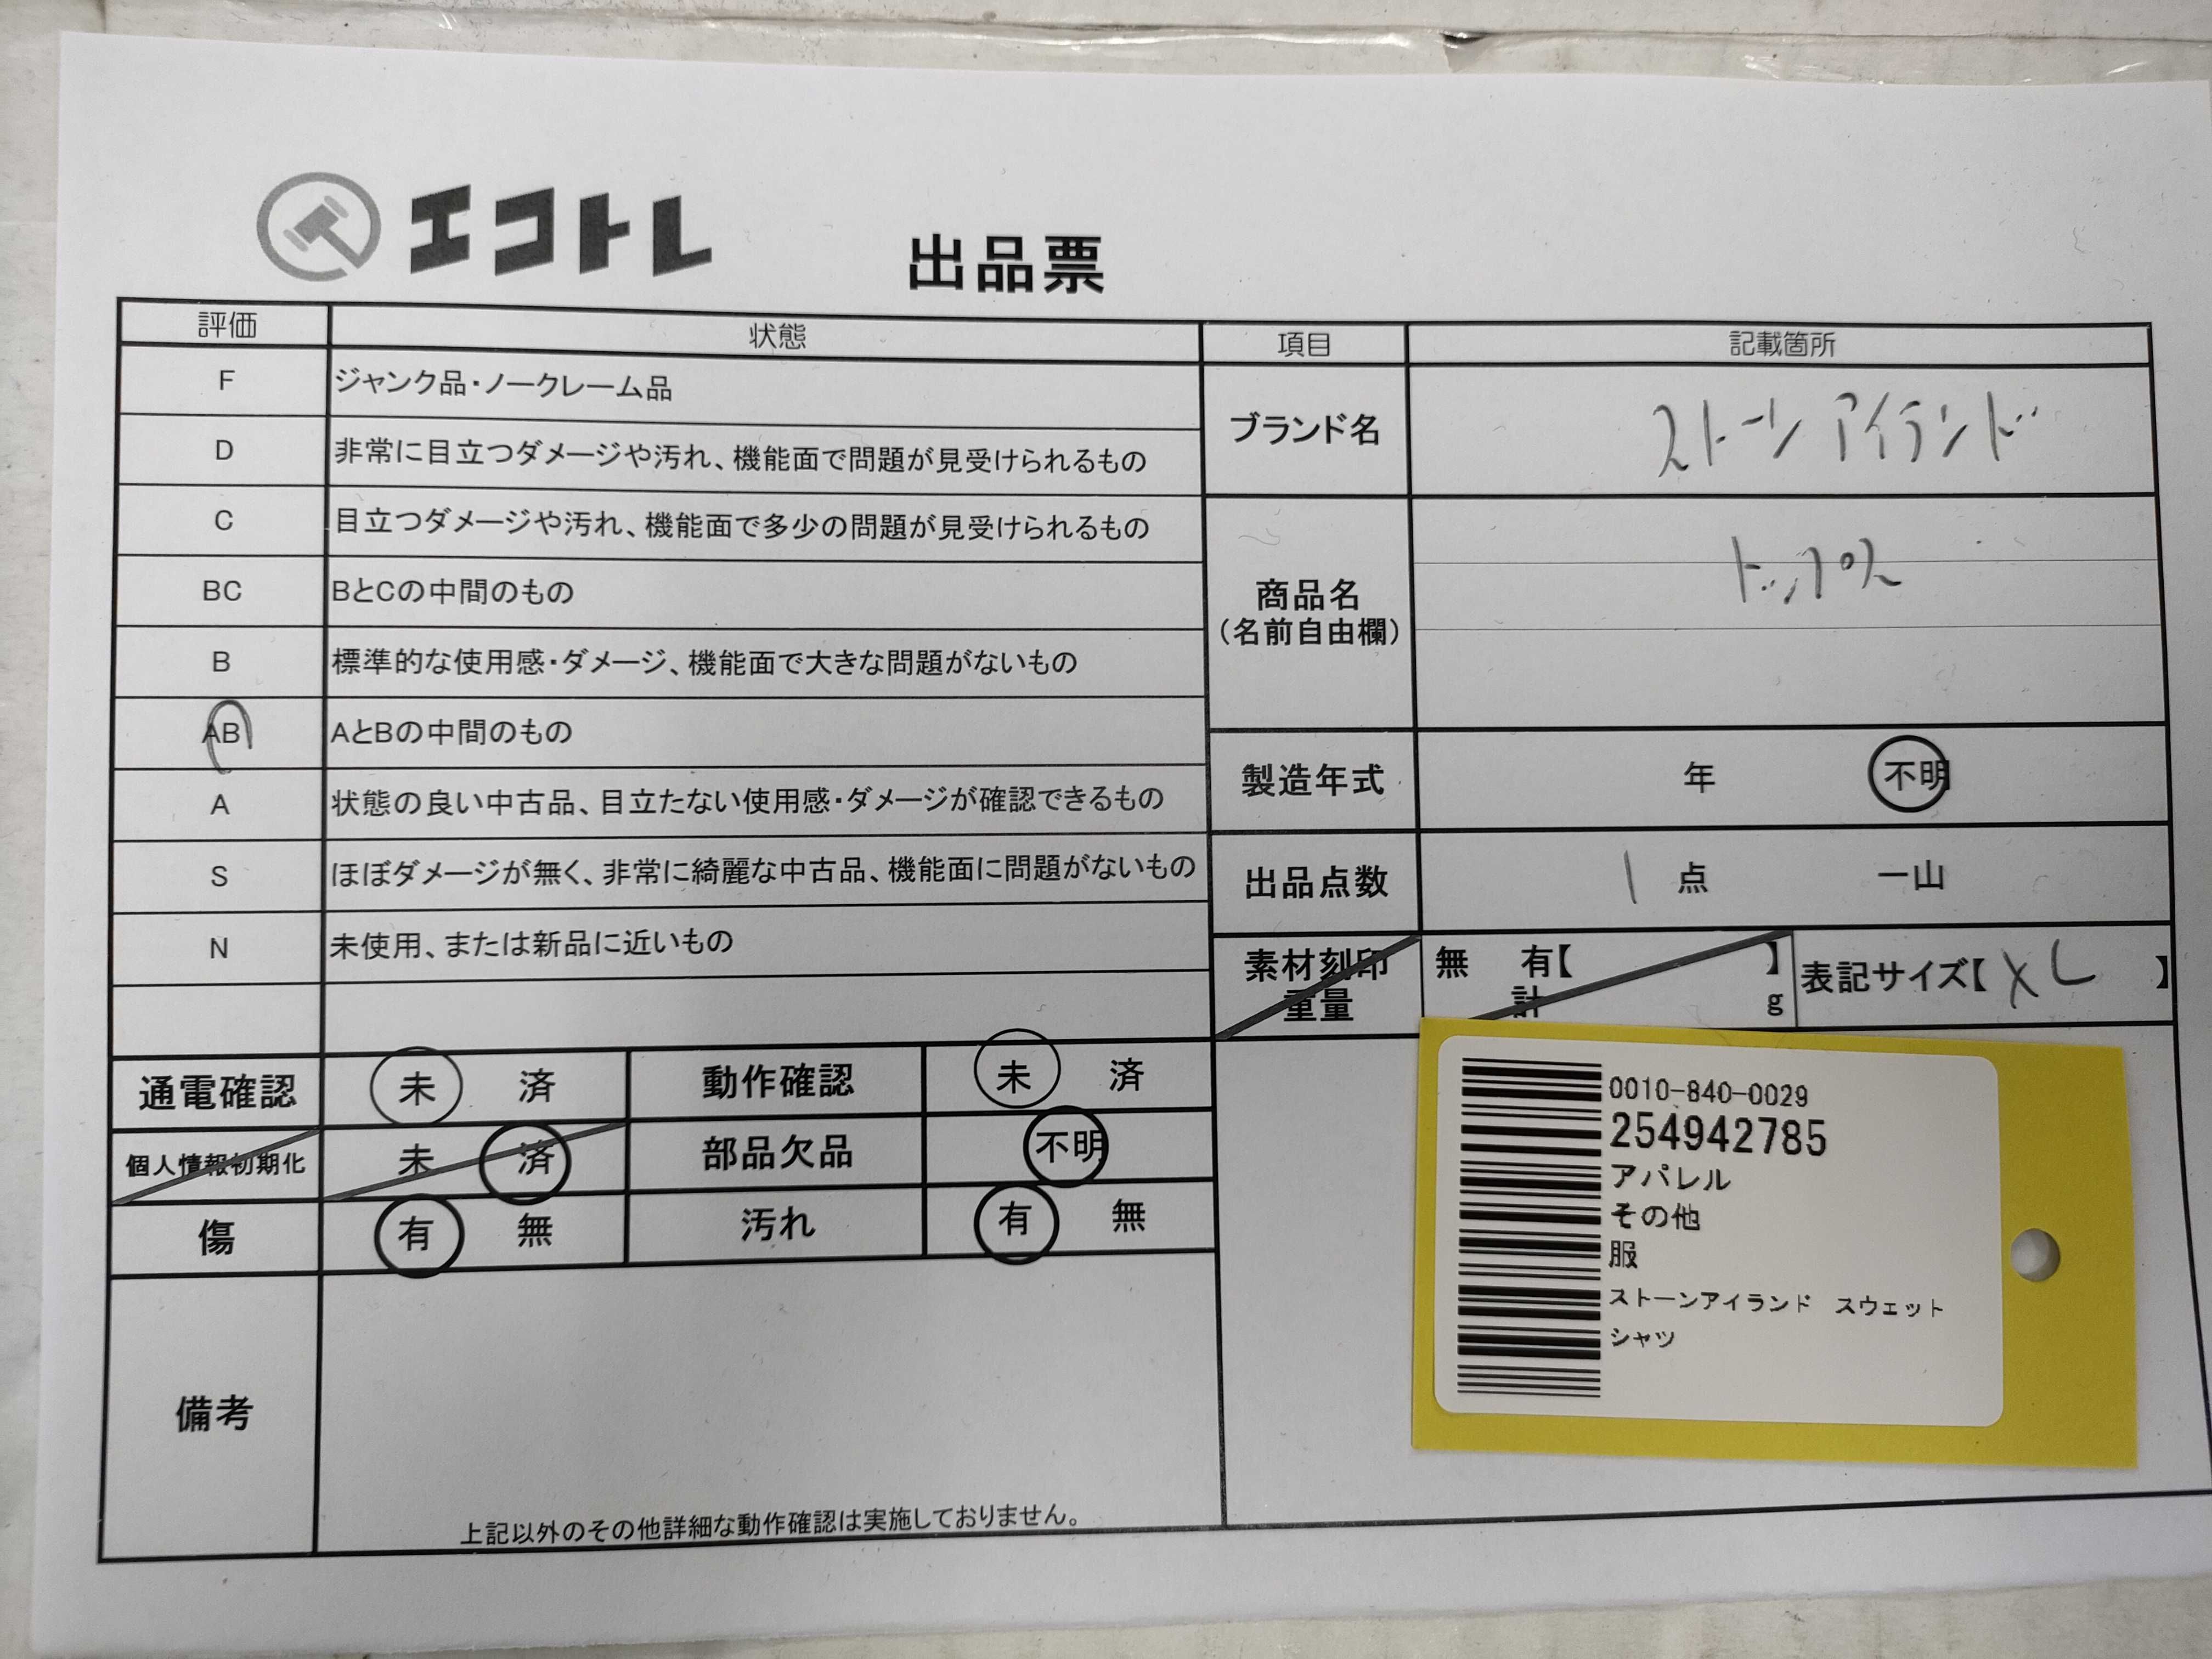 エコトレ
出品票
評価 状態
F ジャンク品・ノークレーム品
D 非常に目立つダメージや汚れ、機能面で問題が見受けられるもの
C 目立つダメージや汚れ、機能面で多少の問題が見受けられるもの
BC BとCの中間のもの
B 標準的な使用感・ダメージ、機能面で大きな問題がないもの
AB AとBの中間のもの
A 状態の良い中古品、目立たない使用感・ダメージが確認できるもの
S ほぼダメージが無く、非常に綺麗な中古品、機能面に問題がないもの
N 未使用、または新品に近いもの
通電確認 未 済 動作確認 未 済
個人情報初期化 未 済 部品欠品 不明
傷 有 無 汚れ 有 無
備考
上記以外のその他詳細な動作確認は実施しておりません。
項目 記載箇所
ブランド名 ストーンアイランド
商品名 トップス
(名前自由欄)
製造年式 年 不明
出品点数 1 点 一山
素材刻印 無 有【 】 表記サイズ【 XL 】
重量 計 g
0010-840-0029
254942785
アパレル
その他
服
ストーンアイランド スウェット
シャツ